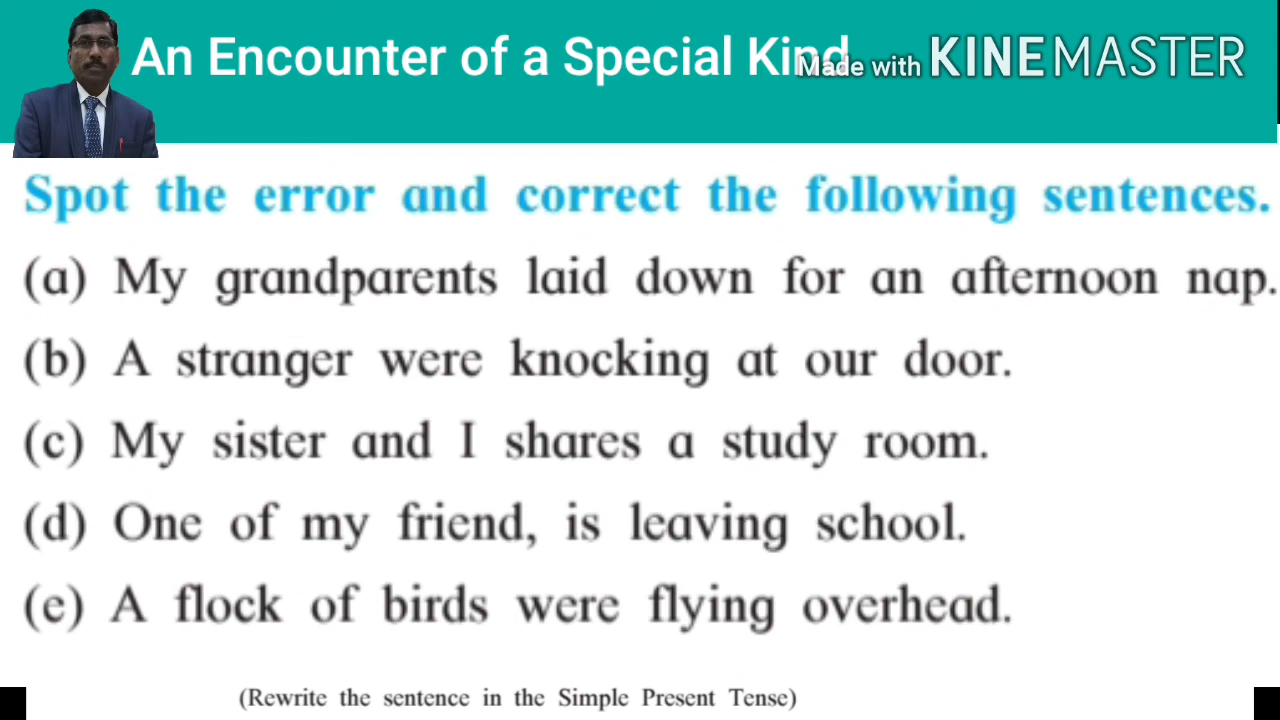 An Encounter of a Special Kind
Made with KINEMASTER
Spot the error and correct the following sentences.
(a) My grandparents laid down for an afternoon nap.
(b) A stranger were knocking at our door.
(c) My sister and I shares a study room.
(d) One of my friend, is leaving school.
(e) A flock of birds were flying overhead.
(Rewrite the sentence in the Simple Present Tense)